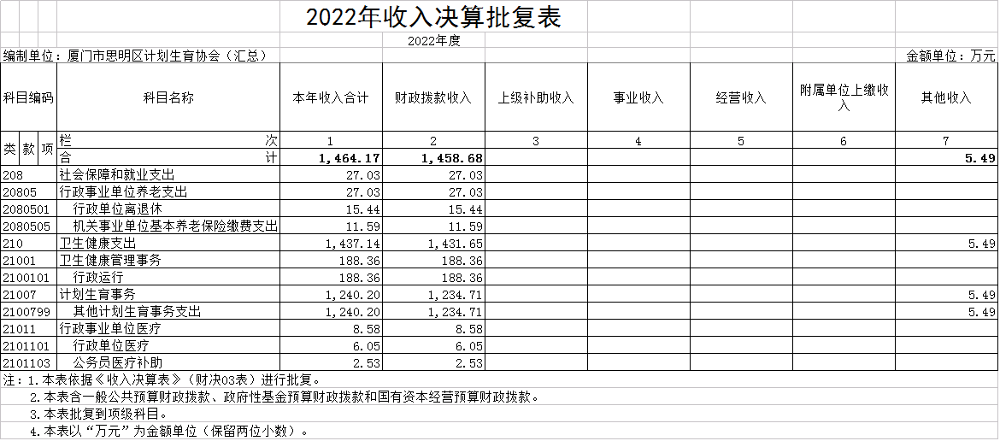 2022年收入决算批复表
2022年度
编制单位：厦门市思明区计划生育协会（汇总） 金额单位：万元
科目编码 科目名称 本年收入合计 财政拨款收入 上级补助收入 事业收入 经营收入 附属单位上缴收入 其他收入
类 款 项 栏 次 1 2 3 4 5 6 7
合 计 1,464.17 1,458.68 5.49
208 社会保障和就业支出 27.03 27.03
20805 行政事业单位养老支出 27.03 27.03
2080501 行政单位离退休 15.44 15.44
2080505 机关事业单位基本养老保险缴费支出 11.59 11.59
210 卫生健康支出 1,437.14 1,431.65 5.49
21001 卫生健康管理事务 188.36 188.36
2100101 行政运行 188.36 188.36
21007 计划生育事务 1,240.20 1,234.71 5.49
2100799 其他计划生育事务支出 1,240.20 1,234.71 5.49
21011 行政事业单位医疗 8.58 8.58
2101101 行政单位医疗 6.05 6.05
2101103 公务员医疗补助 2.53 2.53
注：1.本表依据《收入决算表》（财决03表）进行批复。
2.本表含一般公共预算财政拨款、政府性基金预算财政拨款和国有资本经营预算财政拨款。
3.本表批复到项级科目。
4.本表以“万元”为金额单位（保留两位小数）。